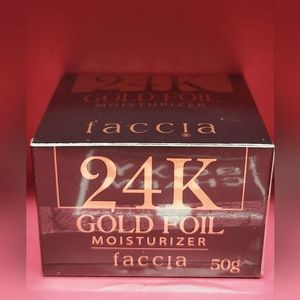 24K
GOLD FOIL
MOISTURIZER
faccia®
24K
GOLD FOIL
MOISTURIZER
faccia 50g